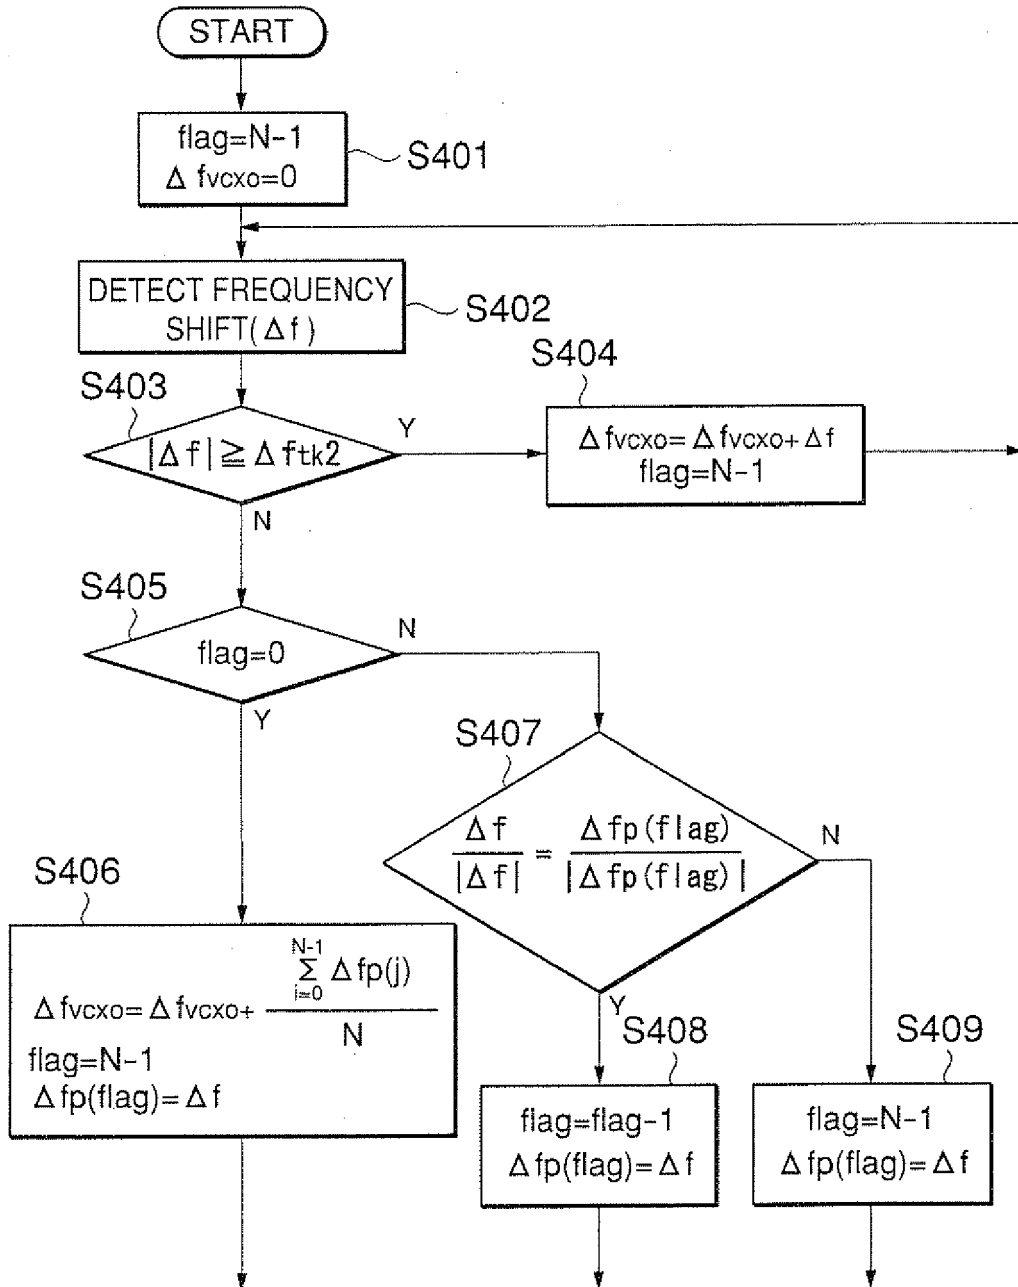 START
flag=N-1
Δfvcxo=0
S401
DETECT FREQUENCY
SHIFT(Δf)
S402
S403
|Δf|≧Δftk2
Y
N
S404
Δfvcxo=Δfvcxo+Δf
flag=N-1
S405
flag=0
N
Y
S407
Δf
|Δf|
=
Δfp(flag)
|Δfp(flag)|
N
Y
S406
Δfvcxo=Δfvcxo+
N-1
Σ Δfp(j)
i=0
N
flag=N-1
Δfp(flag)=Δf
S408
flag=flag-1
Δfp(flag)=Δf
S409
flag=N-1
Δfp(flag)=Δf